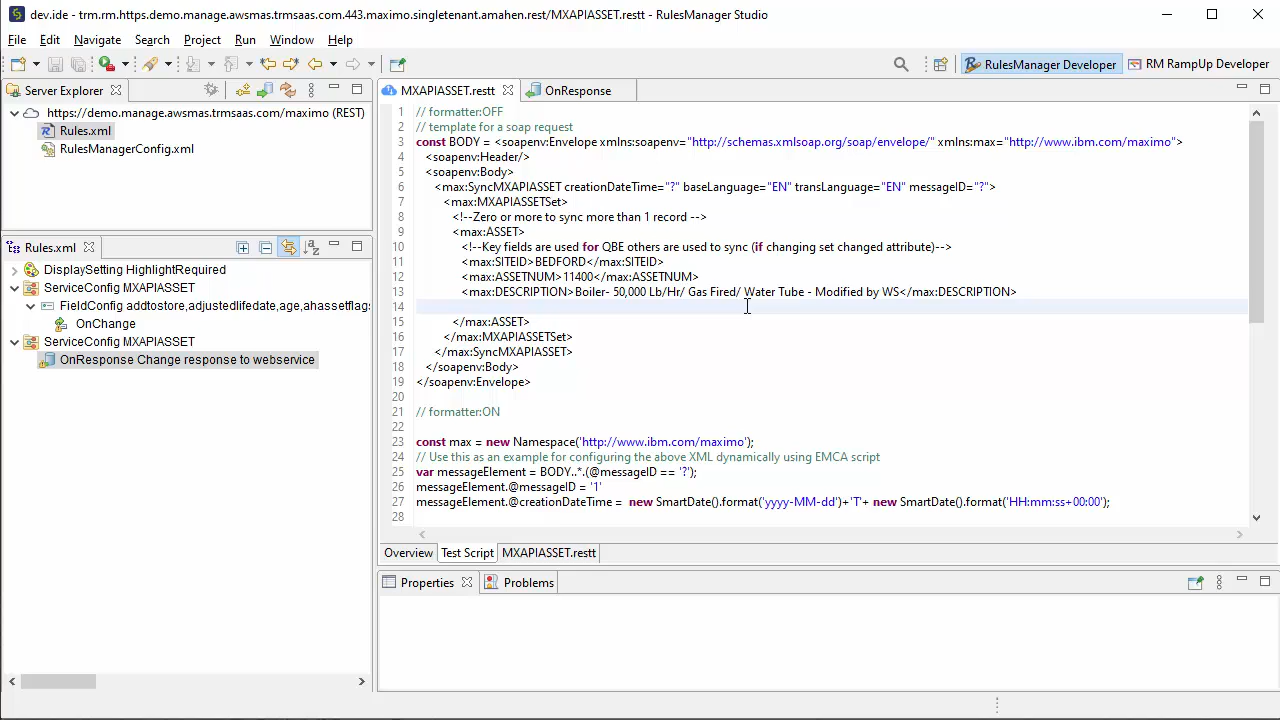 dev.ide - trm.rm.https.demo.manage.awsmas.trmsaas.com.443.maximo.singletenant.amahen.rest/MXAPIASSET.restt - RulesManager Studio
File Edit Navigate Search Project Run Window Help
RulesManager Developer RM RampUp Developer
Server Explorer
https://demo.manage.awsmas.trmsaas.com/maximo (REST)
Rules.xml
RulesManagerConfig.xml
Rules.xml
DisplaySetting HighlightRequired
ServiceConfig MXAPIASSET
FieldConfig addtostore,adjustedlifedate,age,ahassetflags
OnChange
ServiceConfig MXAPIASSET
OnResponse Change response to webservice
MXAPIASSET.restt OnResponse
1 // formatter:OFF
2 // template for a soap request
3 const BODY = <soapenv:Envelope xmlns:soapenv="http://schemas.xmlsoap.org/soap/envelope/" xmlns:max="http://www.ibm.com/maximo">
4 <soapenv:Header/>
5 <soapenv:Body>
6 <max:SyncMXAPIASSET creationDateTime="?" baseLanguage="EN" transLanguage="EN" messageID="?">
7 <max:MXAPIASSETSet>
8 <!--Zero or more to sync more than 1 record -->
9 <max:ASSET>
10 <!--Key fields are used for QBE others are used to sync (if changing set changed attribute)-->
11 <max:SITEID>BEDFORD</max:SITEID>
12 <max:ASSETNUM>11400</max:ASSETNUM>
13 <max:DESCRIPTION>Boiler- 50,000 Lb/Hr/ Gas Fired/ Water Tube - Modified by WS</max:DESCRIPTION>
14
15 </max:ASSET>
16 </max:MXAPIASSETSet>
17 </max:SyncMXAPIASSET>
18 </soapenv:Body>
19 </soapenv:Envelope>
20
21 // formatter:ON
22
23 const max = new Namespace('http://www.ibm.com/maximo');
24 // Use this as an example for configuring the above XML dynamically using EMCA script
25 var messageElement = BODY..*.(@messageID == '?');
26 messageElement.@messageID = '1'
27 messageElement.@creationDateTime = new SmartDate().format('yyyy-MM-dd')+'T'+ new SmartDate().format('HH:mm:ss+00:00');
28
Overview Test Script MXAPIASSET.restt
Properties Problems